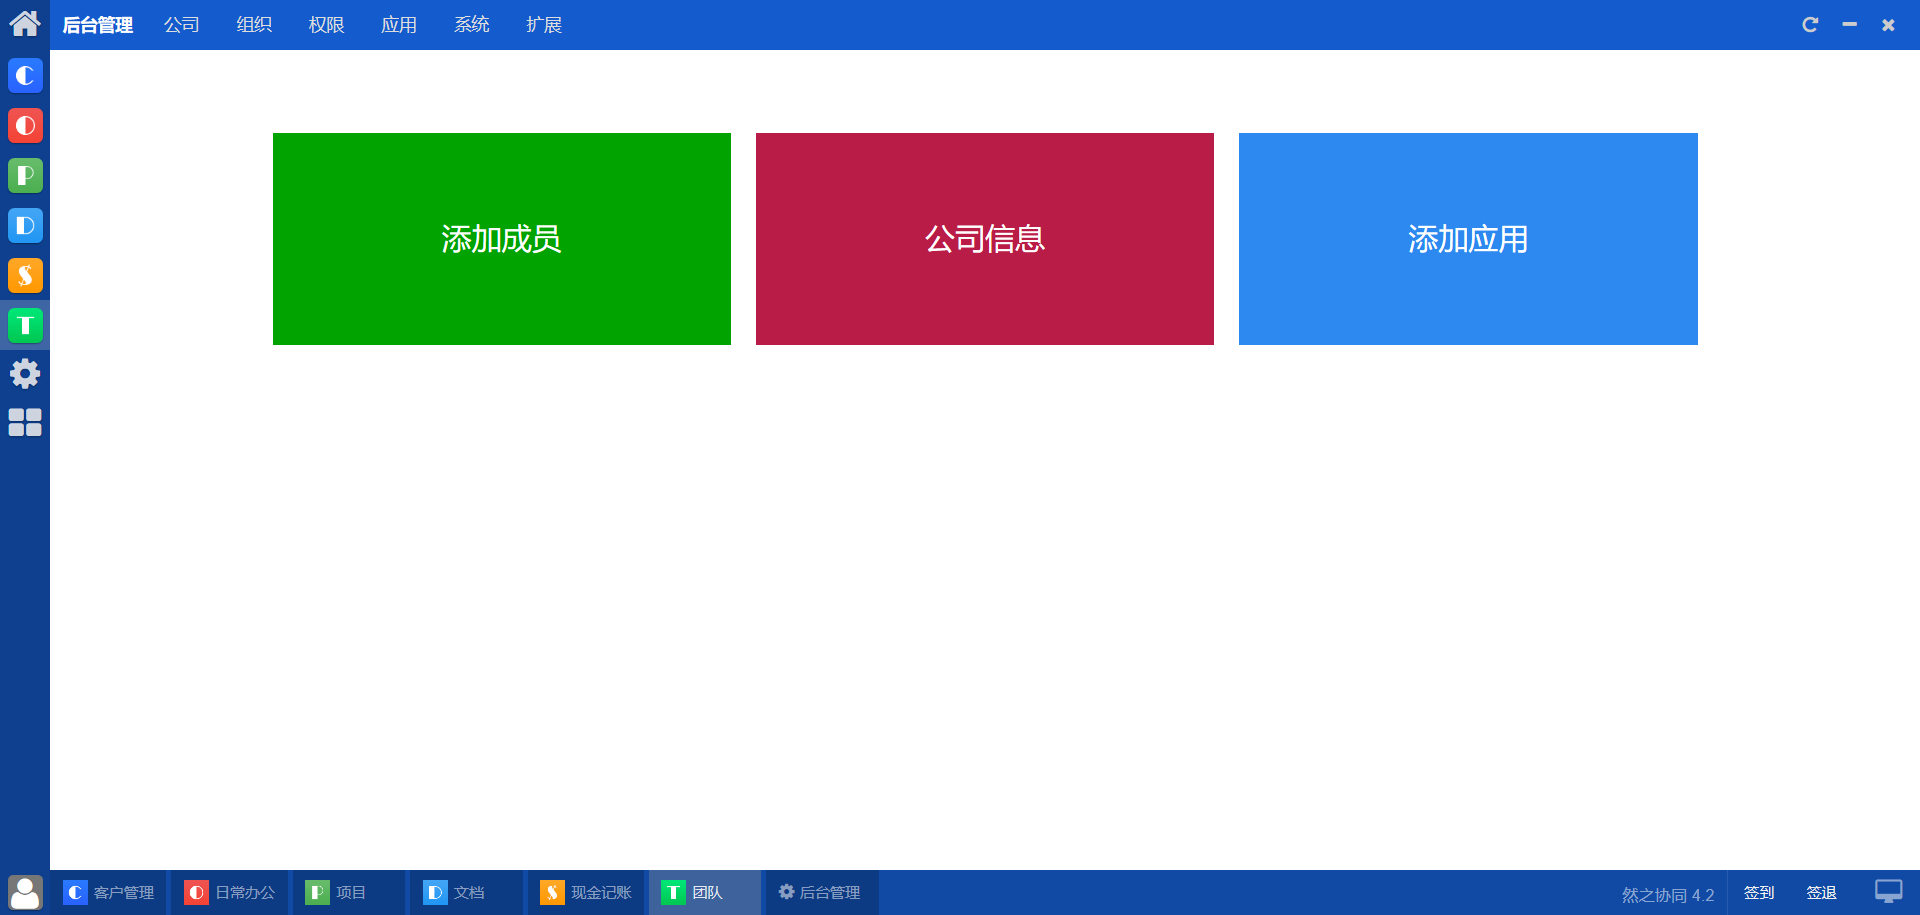 后台管理 公司 组织 权限 应用 系统 扩展
C
O
P
D
S
T
添加成员 公司信息 添加应用
C 客户管理 O 日常办公 P 项目 D 文档 S 现金记账 T 团队 后台管理 然之协同 4.2 签到 签退